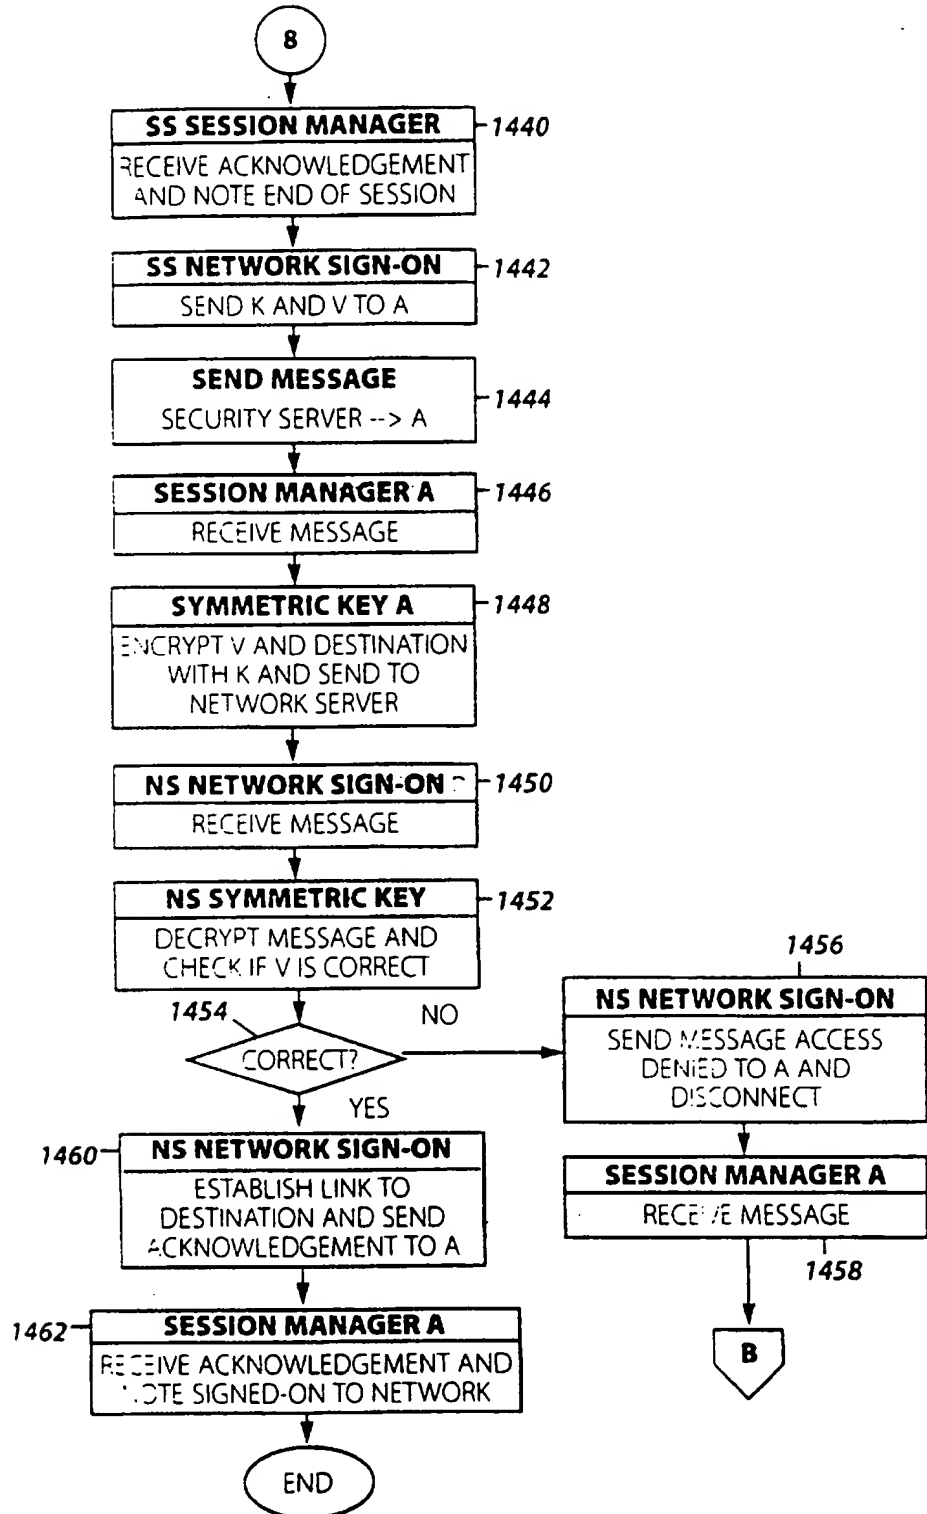 8
SS SESSION MANAGER
1440
RECEIVE ACKNOWLEDGEMENT
AND NOTE END OF SESSION
SS NETWORK SIGN-ON
1442
SEND K AND V TO A
SEND MESSAGE
1444
SECURITY SERVER --> A
SESSION MANAGER A
1446
RECEIVE MESSAGE
SYMMETRIC KEY A
1448
ENCRYPT V AND DESTINATION
WITH K AND SEND TO
NETWORK SERVER
NS NETWORK SIGN-ON
1450
RECEIVE MESSAGE
NS SYMMETRIC KEY
1452
DECRYPT MESSAGE AND
CHECK IF V IS CORRECT
1454
CORRECT?
NO
YES
1456
NS NETWORK SIGN-ON
SEND MESSAGE ACCESS
DENIED TO A AND
DISCONNECT
SESSION MANAGER A
RECEIVE MESSAGE
1458
B
1460
NS NETWORK SIGN-ON
ESTABLISH LINK TO
DESTINATION AND SEND
ACKNOWLEDGEMENT TO A
1462
SESSION MANAGER A
RECEIVE ACKNOWLEDGEMENT AND
NOTE SIGNED-ON TO NETWORK
END